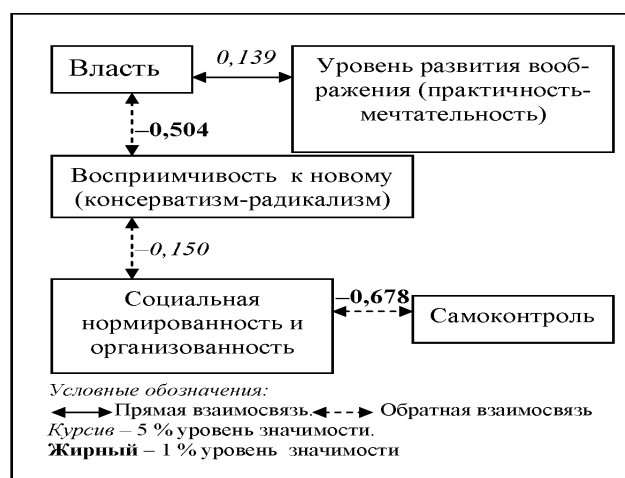 Власть
0,139
Уровень развития вооб-
ражения (практичность-
мечтательность)
–0,504
Восприимчивость к новому
(консерватизм-радикализм)
–0,150
Социальная
нормированность и
организованность
–0,678
Самоконтроль
Условные обозначения:
Прямая взаимосвязь. Обратная взаимосвязь
Курсив – 5 % уровень значимости.
Жирный – 1 % уровень значимости